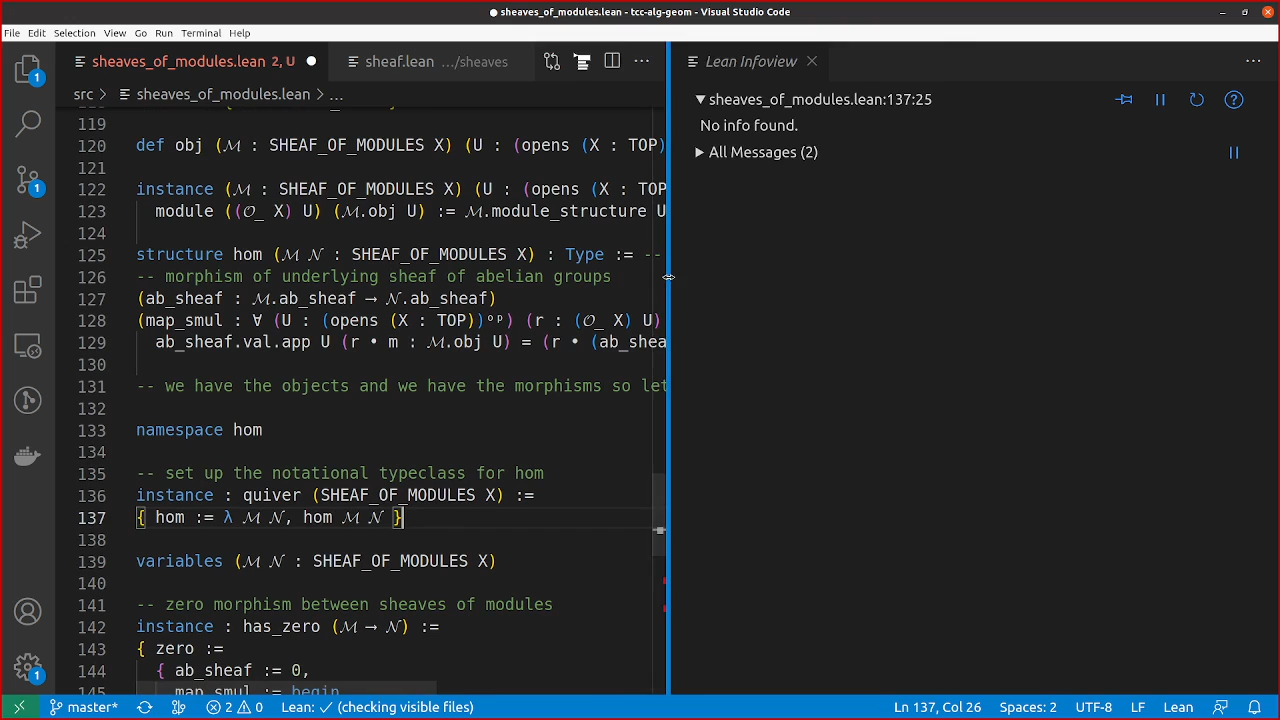 sheaves_of_modules.lean - tcc-alg-geom - Visual Studio Code
File Edit Selection View Go Run Terminal Help
sheaves_of_modules.lean 2, U
sheaf.lean .../sheaves
Lean Infoview
src > sheaves_of_modules.lean > ...
sheaves_of_modules.lean:137:25
No info found.
All Messages (2)
119
120 def obj (ℳ : SHEAF_OF_MODULES X) (U : (opens (X : TOP)
121
122 instance (ℳ : SHEAF_OF_MODULES X) (U : (opens (X : TOP
123 module ((𝒪_ X) U) (ℳ.obj U) := ℳ.module_structure U
124
125 structure hom (ℳ 𝒩 : SHEAF_OF_MODULES X) : Type := --
126 -- morphism of underlying sheaf of abelian groups
127 (ab_sheaf : ℳ.ab_sheaf → 𝒩.ab_sheaf)
128 (map_smul : ∀ (U : (opens (X : TOP))ᵒᵖ) (r : (𝒪_ X) U)
129 ab_sheaf.val.app U (r • m : ℳ.obj U) = (r • (ab_shea
130
131 -- we have the objects and we have the morphisms so let
132
133 namespace hom
134
135 -- set up the notational typeclass for hom
136 instance : quiver (SHEAF_OF_MODULES X) :=
137 { hom := λ ℳ 𝒩, hom ℳ 𝒩 }
138
139 variables (ℳ 𝒩 : SHEAF_OF_MODULES X)
140
141 -- zero morphism between sheaves of modules
142 instance : has_zero (ℳ → 𝒩) :=
143 { zero :=
144 { ab_sheaf := 0,
145 map_smul := begin
1
1
1
1
master* 2 0 Lean: ✓ (checking visible files) Ln 137, Col 26 Spaces: 2 UTF-8 LF Lean